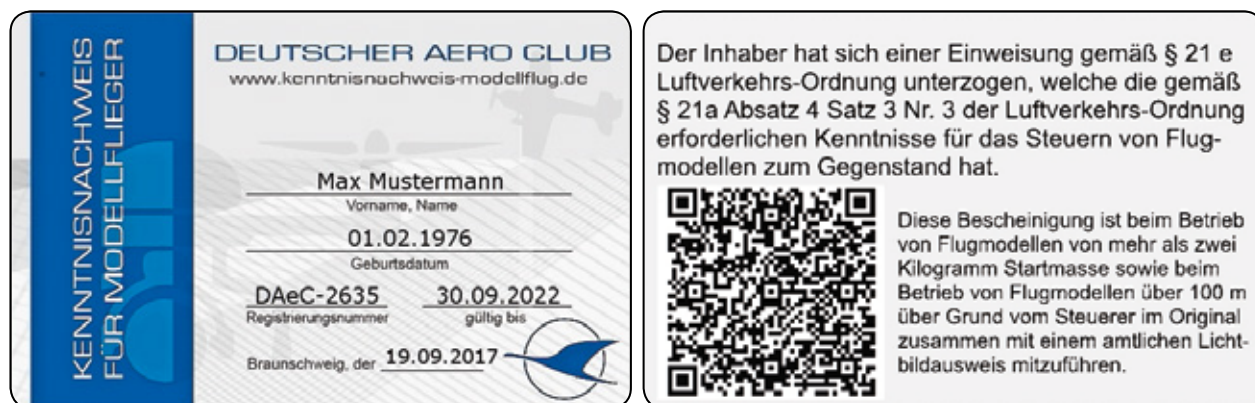 KENNTNISNACHWEIS
FÜR MODELLFLIEGER
DEUTSCHER AERO CLUB
www.kenntnisnachweis-modellflug.de
Max Mustermann
Vorname, Name
01.02.1976
Geburtsdatum
DAeC-2635 30.09.2022
Registrierungsnummer gültig bis
Braunschweig, der 19.09.2017
Der Inhaber hat sich einer Einweisung gemäß § 21 e
Luftverkehrs-Ordnung unterzogen, welche die gemäß
§ 21a Absatz 4 Satz 3 Nr. 3 der Luftverkehrs-Ordnung
erforderlichen Kenntnisse für das Steuern von Flug-
modellen zum Gegenstand hat.
Diese Bescheinigung ist beim Betrieb
von Flugmodellen von mehr als zwei
Kilogramm Startmasse sowie beim
Betrieb von Flugmodellen über 100 m
über Grund vom Steuerer im Original
zusammen mit einem amtlichen Licht-
bildausweis mitzuführen.